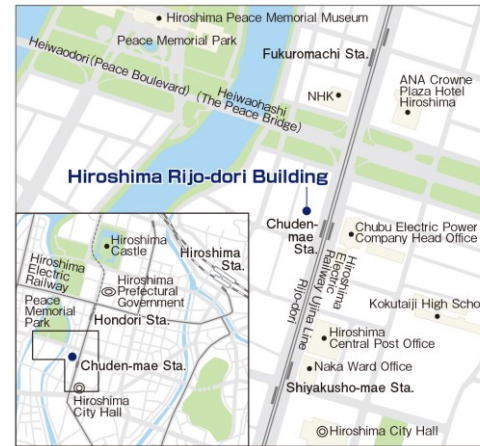 Hiroshima Peace Memorial Museum
Peace Memorial Park
Heiwaodori (Peace Boulevard)
Heiwaohashi
(The Peace Bridge)
Fukuromachi Sta.
NHK
ANA Crowne
Plaza Hotel
Hiroshima
Hiroshima Rijo-dori Building
Chuden-
mae Sta.
Chubu Electric Power
Company Head Office
Hiroshima Electric
Railway Ujina Line
Rijo-dori
Kokutaiji High Scho
Hiroshima
Central Post Office
Naka Ward Office
Shiyakusho-mae Sta.
Hiroshima City Hall
Hiroshima
Castle
Hiroshima
Sta.
Hiroshima
Electric
Railway
Hiroshima
Prefectural
Government
Peace
Memorial
Park
Hondori Sta.
Chuden-mae Sta.
Hiroshima
City Hall